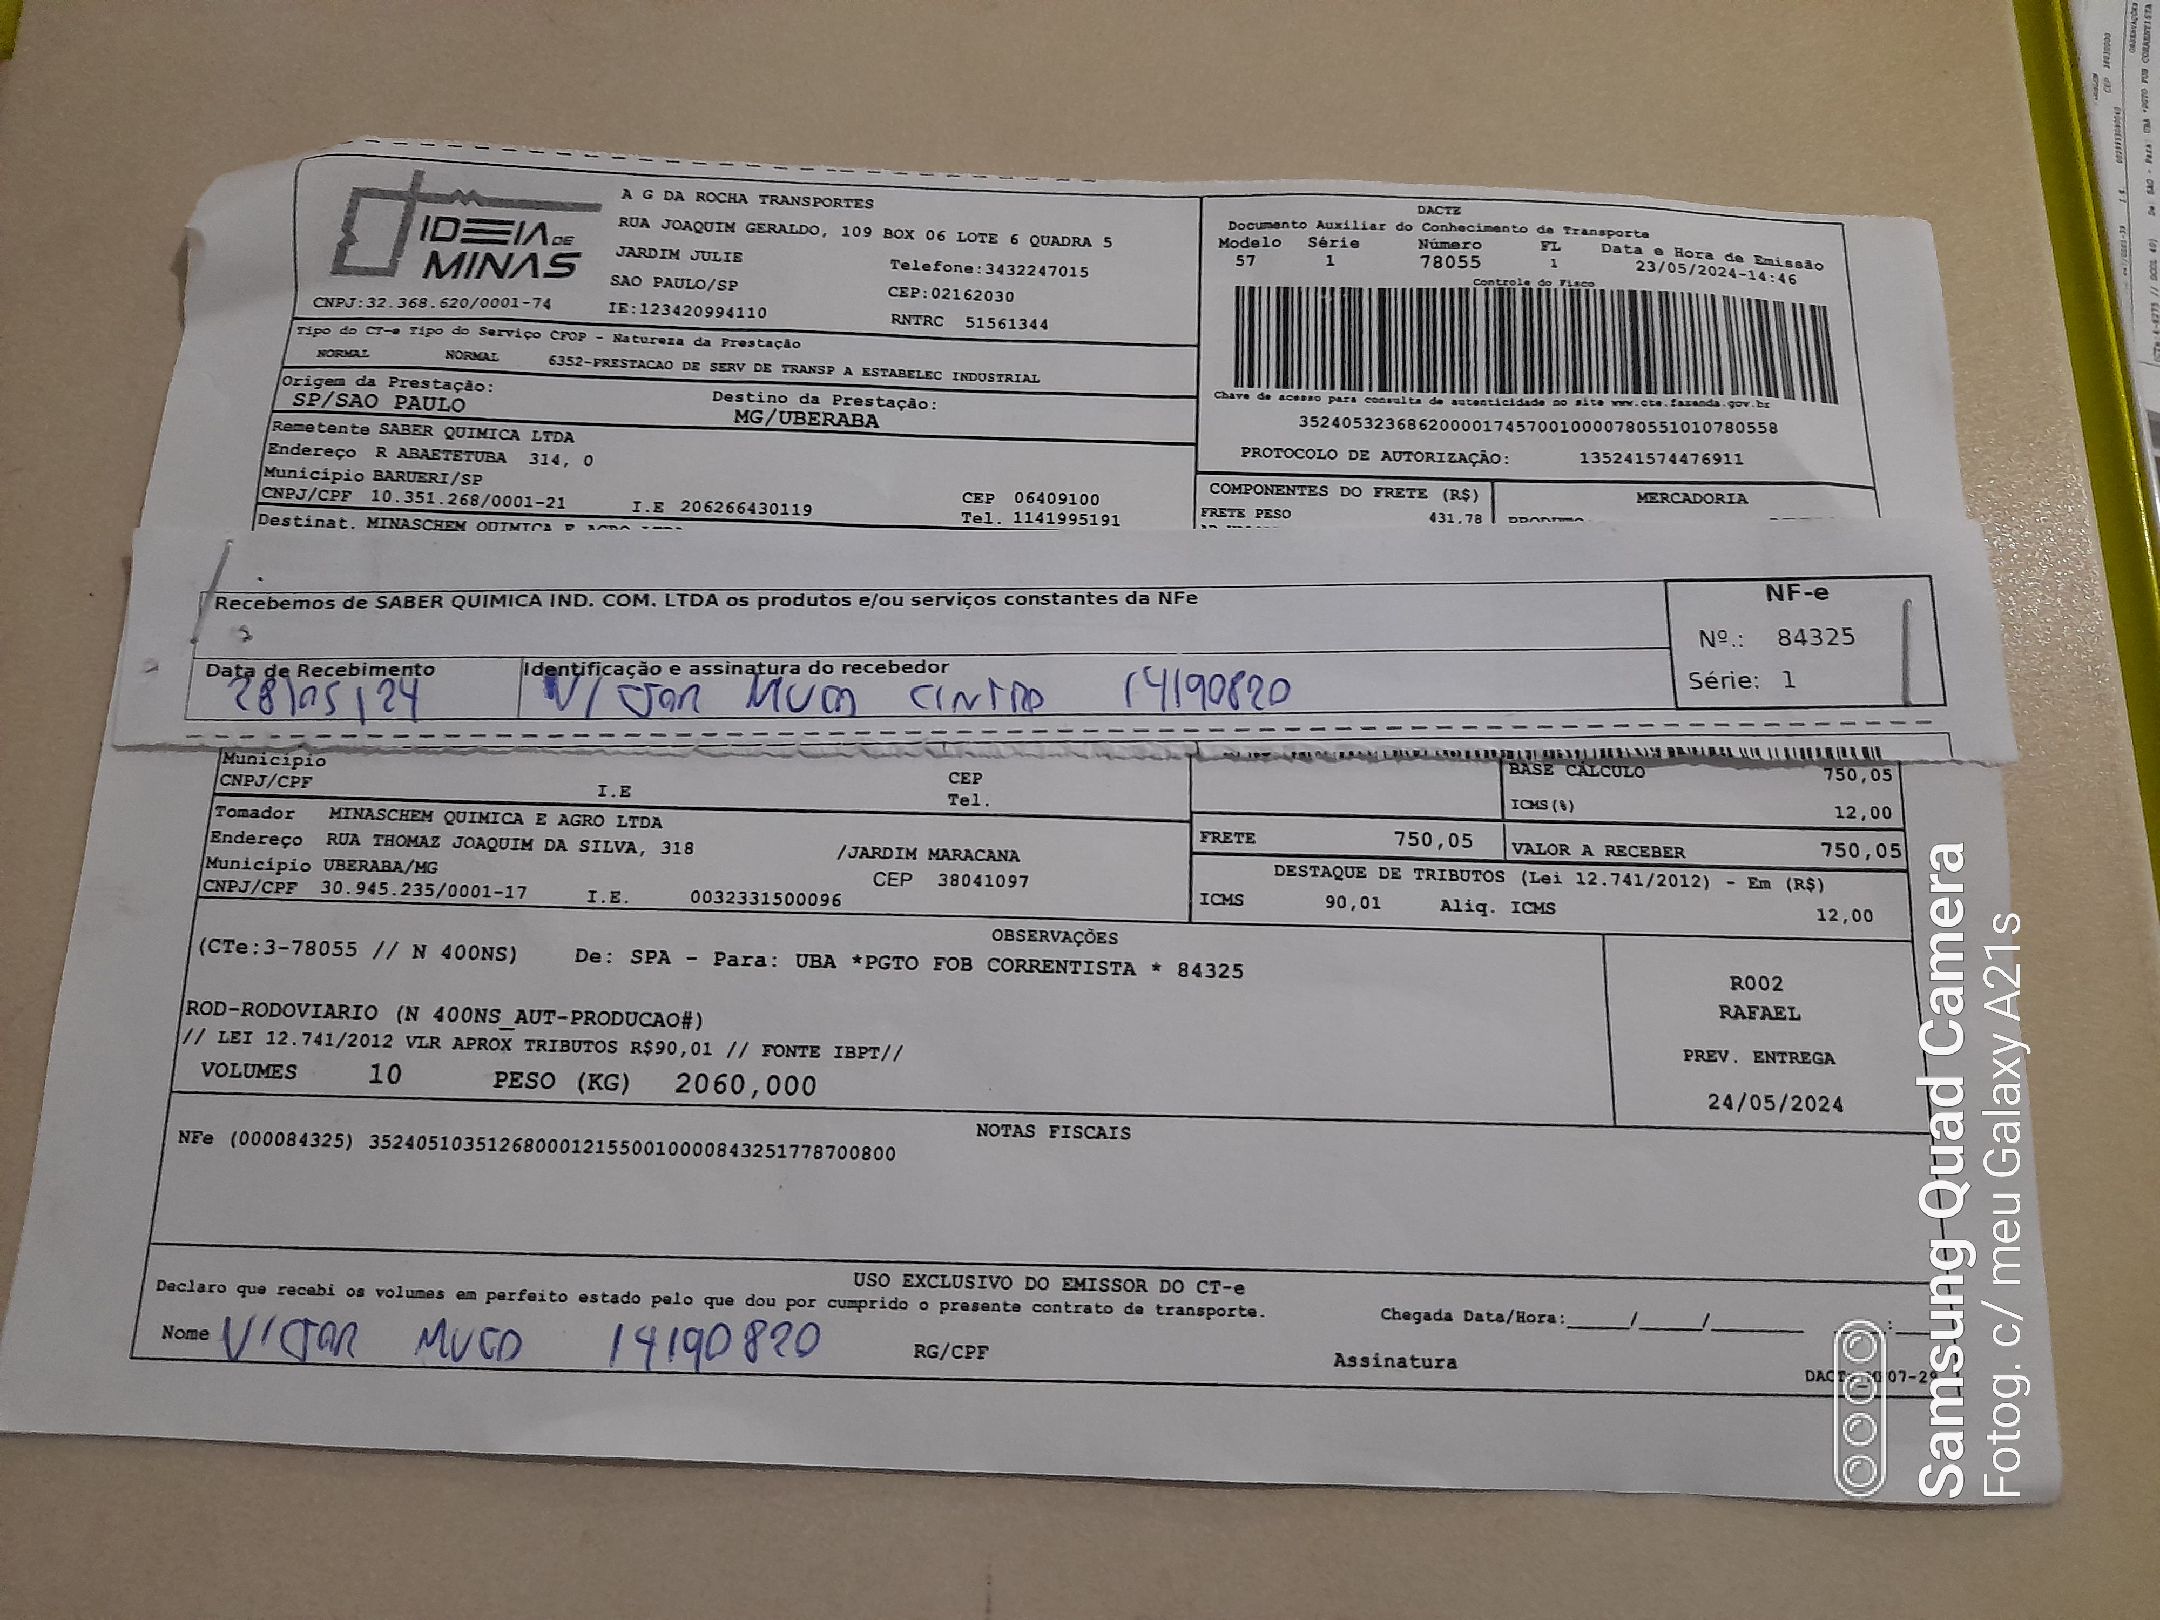 IDEIA DE MINAS
CNPJ:32.368.620/0001-74
A G DA ROCHA TRANSPORTES
RUA JOAQUIM GERALDO, 109 BOX 06 LOTE 6 QUADRA 5
JARDIM JULIE
SAO PAULO/SP
IE:123420994110
Telefone:3432247015
CEP:02162030
RNTRC 51561344
DACTE
Documento Auxiliar do Conhecimento de Transporte
Modelo Série Número FL Data e Hora de Emissão
57 1 78055 1 23/05/2024-14:46
Controle do Fisco
Chave de acesso para consulta de autenticidade no site www.cte.fazenda.gov.br
35240532368620000174570010000780551010780558
PROTOCOLO DE AUTORIZAÇÃO: 135241574476911
Tipo do CT-e Tipo do Serviço CFOP - Natureza da Prestação
NORMAL NORMAL 6352-PRESTACAO DE SERV DE TRANSP A ESTABELEC INDUSTRIAL
Origem da Prestação: Destino da Prestação:
SP/SAO PAULO MG/UBERABA
Remetente SABER QUIMICA LTDA
Endereço R ABAETETUBA 314, 0
Município BARUERI/SP CEP 06409100
CNPJ/CPF 10.351.268/0001-21 I.E 206266430119 Tel. 1141995191
Destinat. MINASCHEM QUIMICA E AGRO
COMPONENTES DO FRETE (R$) MERCADORIA
FRETE PESO 431,78
Recebemos de SABER QUIMICA IND. COM. LTDA os produtos e/ou serviços constantes da NFe
NF-e
Nº.: 84325
Série: 1
Data de Recebimento Identificação e assinatura do recebedor
28/05/24 14190820
Município
CNPJ/CPF I.E CEP
Tel.
BASE CÁLCULO 750,05
ICMS(%) 12,00
FRETE 750,05 VALOR A RECEBER 750,05
DESTAQUE DE TRIBUTOS (Lei 12.741/2012) - Em (R$)
ICMS 90,01 Aliq. ICMS 12,00
Tomador MINASCHEM QUIMICA E AGRO LTDA
Endereço RUA THOMAZ JOAQUIM DA SILVA, 318 /JARDIM MARACANA
Município UBERABA/MG CEP 38041097
CNPJ/CPF 30.945.235/0001-17 I.E. 0032331500096
OBSERVAÇÕES
(CTe:3-78055 // N 400NS) De: SPA - Para: UBA *PGTO FOB CORRENTISTA * 84325
ROD-RODOVIARIO (N 400NS_AUT-PRODUCAO#)
// LEI 12.741/2012 VLR APROX TRIBUTOS R$90,01 // FONTE IBPT//
VOLUMES 10 PESO (KG) 2060,000
R002
RAFAEL
PREV. ENTREGA
24/05/2024
NOTAS FISCAIS
NFe (000084325) 35240510351268000121550010000843251778700800
USO EXCLUSIVO DO EMISSOR DO CT-e
Declaro que recebi os volumes em perfeito estado pelo que dou por cumprido o presente contrato de transporte.
Chegada Data/Hora:_____/_____/_______ :
Nome 14190820 RG/CPF Assinatura
Samsung Quad Camera
Fotog. c/ meu Galaxy A21s